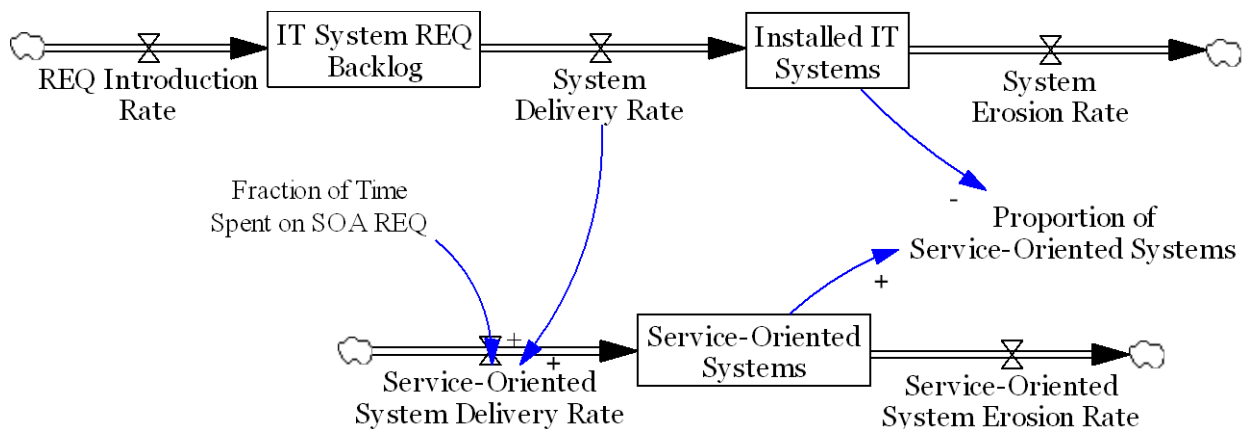 IT System REQ
Backlog
Installed IT
Systems
REQ Introduction
Rate
System
Delivery Rate
System
Erosion Rate
Fraction of Time
Spent on SOA REQ
-
Proportion of
Service-Oriented Systems
+
+
+
Service-Oriented
Systems
Service-Oriented
System Delivery Rate
Service-Oriented
System Erosion Rate